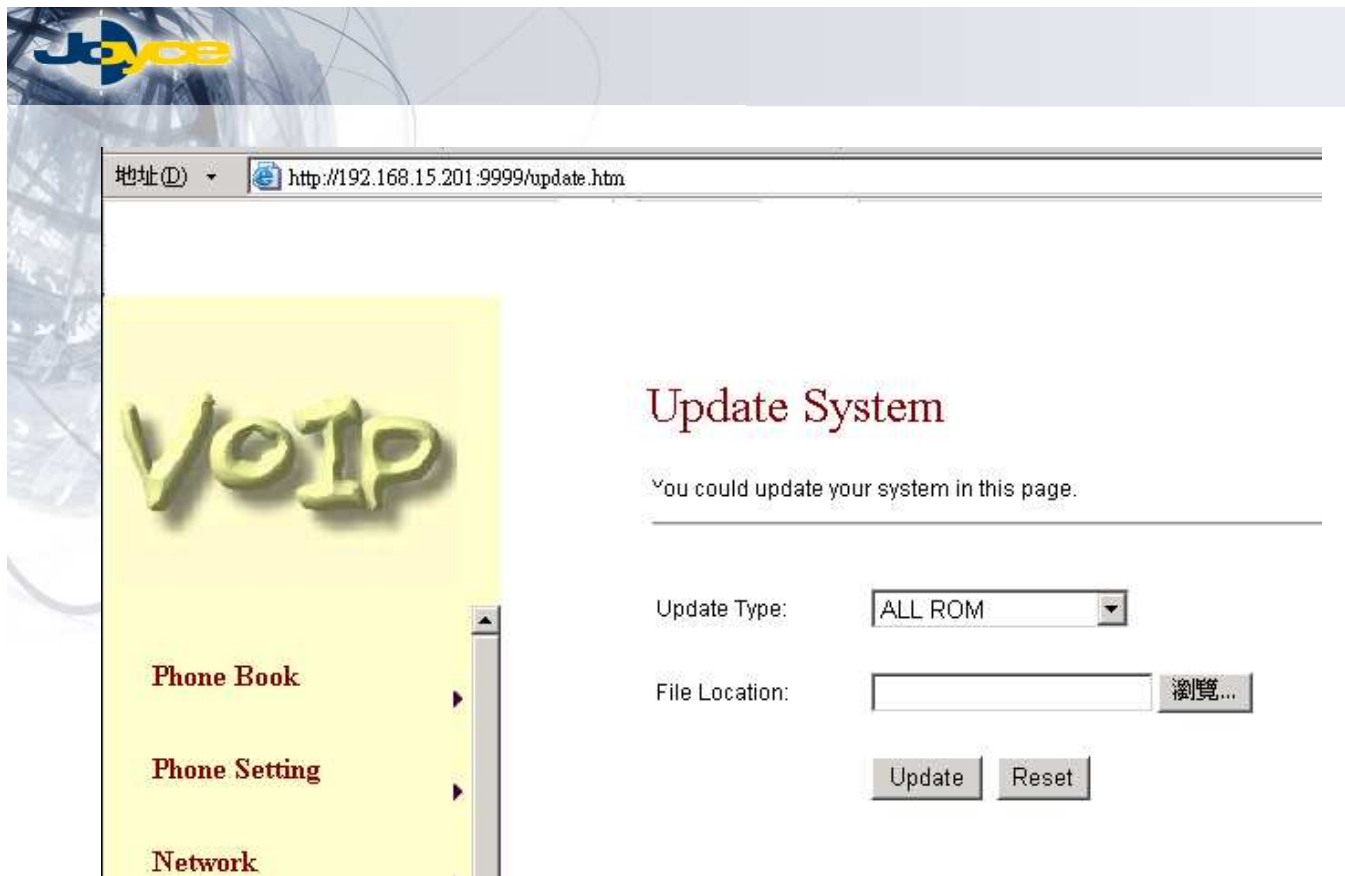 Joyce
地址(D) http://192.168.15.201:9999/update.htm
VOIP
Phone Book
Phone Setting
Network
Update System
You could update your system in this page.
Update Type: ALL ROM
File Location: 瀏覽...
Update Reset